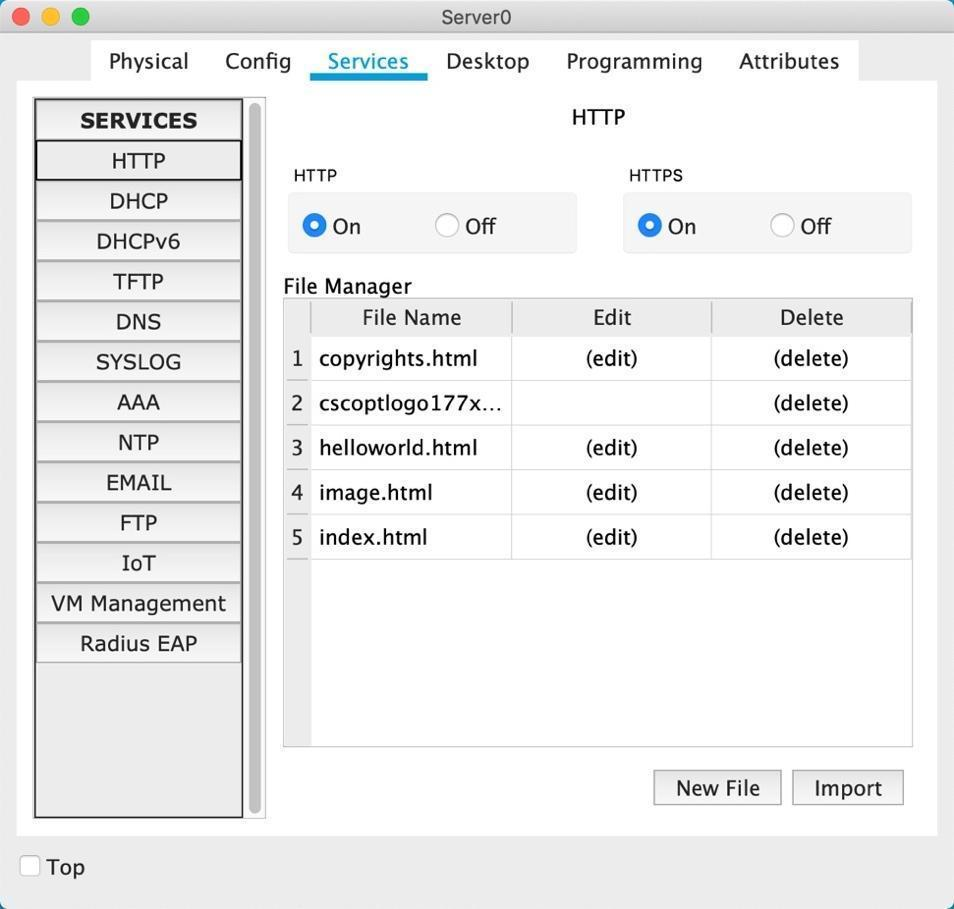 Server0
Physical Config Services Desktop Programming Attributes
SERVICES
HTTP
DHCP
DHCPv6
TFTP
DNS
SYSLOG
AAA
NTP
EMAIL
FTP
IoT
VM Management
Radius EAP
HTTP
HTTP HTTPS
On Off On Off
File Manager
File Name Edit Delete
1 copyrights.html (edit) (delete)
2 cscoptlogo177x... (delete)
3 helloworld.html (edit) (delete)
4 image.html (edit) (delete)
5 index.html (edit) (delete)
New File Import
Top